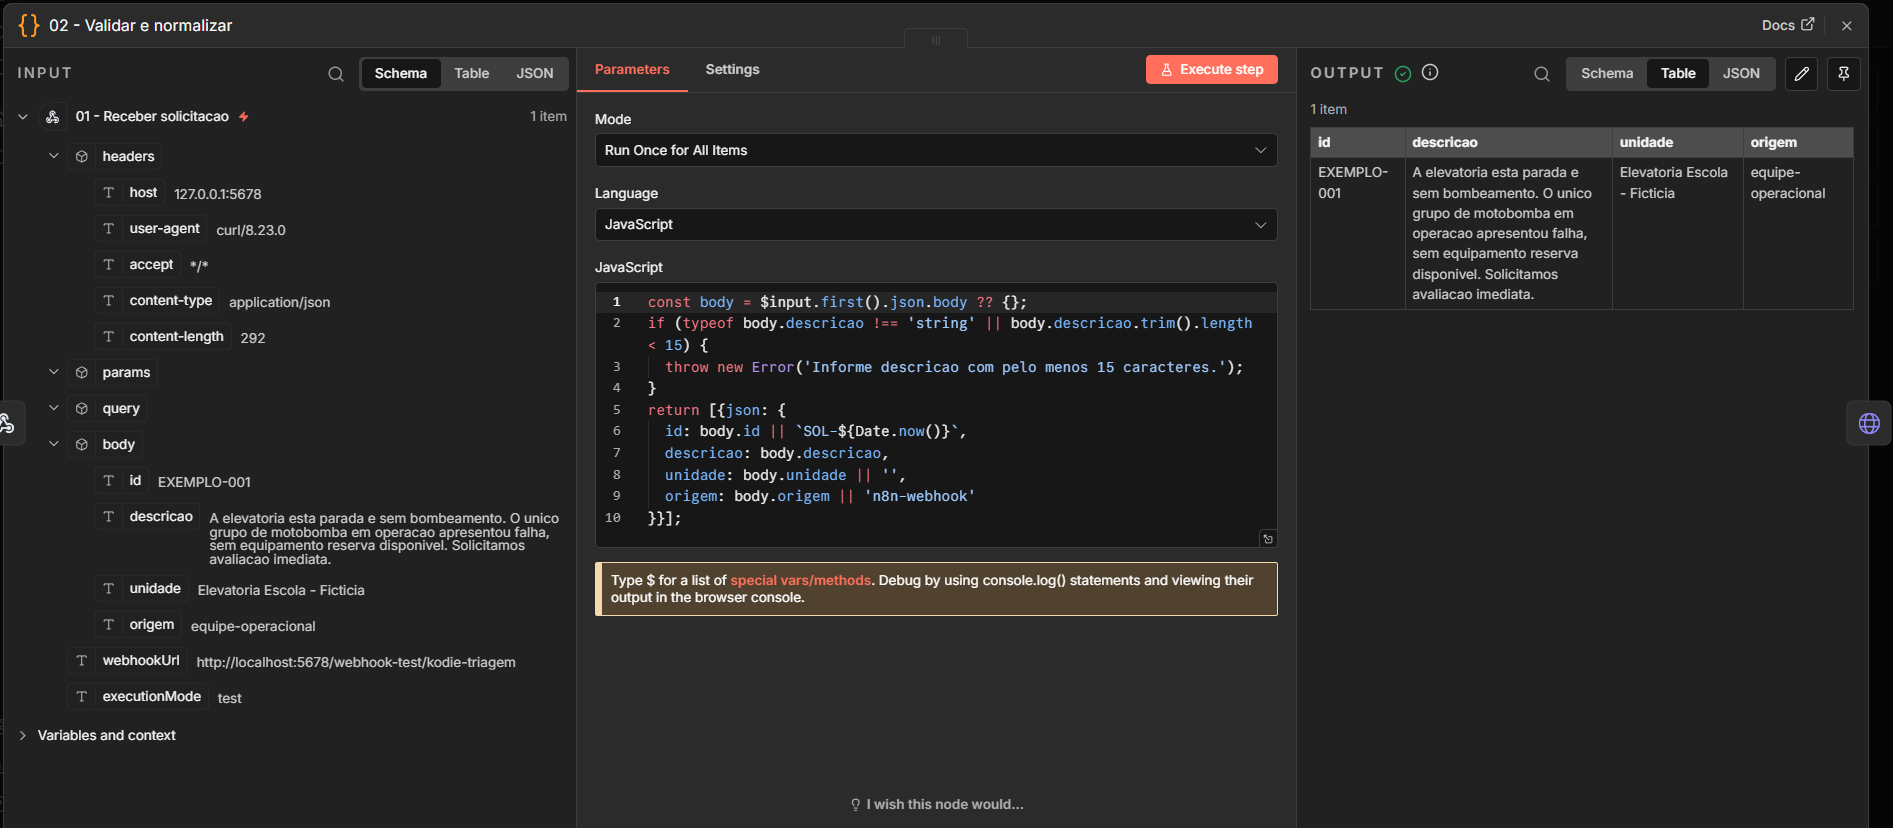 {} 02 - Validar e normalizar
Docs
INPUT
Schema
Table
JSON
01 - Receber solicitacao
1 item
headers
T host 127.0.0.1:5678
T user-agent curl/8.23.0
T accept */*
T content-type application/json
T content-length 292
params
query
body
T id EXEMPLO-001
T descricao A elevatoria esta parada e sem bombeamento. O unico
grupo de motobomba em operacao apresentou falha,
sem equipamento reserva disponivel. Solicitamos
avaliacao imediata.
T unidade Elevatoria Escola - Ficticia
T origem equipe-operacional
T webhookUrl http://localhost:5678/webhook-test/kodie-triagem
T executionMode test
Variables and context
Parameters
Settings
Execute step
Mode
Run Once for All Items
Language
JavaScript
JavaScript
1 const body = $input.first().json.body ?? {};
2 if (typeof body.descricao !== 'string' || body.descricao.trim().length
< 15) {
3 throw new Error('Informe descricao com pelo menos 15 caracteres.');
4 }
5 return [{json: {
6 id: body.id || `SOL-${Date.now()}`,
7 descricao: body.descricao,
8 unidade: body.unidade || '',
9 origem: body.origem || 'n8n-webhook'
10 }}];
Type $ for a list of special vars/methods. Debug by using console.log() statements and viewing their
output in the browser console.
I wish this node would...
OUTPUT
Schema
Table
JSON
1 item
id descricao unidade origem
EXEMPLO- A elevatoria esta parada e Elevatoria Escola equipe-
001 sem bombeamento. O unico - Ficticia operacional
grupo de motobomba em
operacao apresentou falha,
sem equipamento reserva
disponivel. Solicitamos
avaliacao imediata.